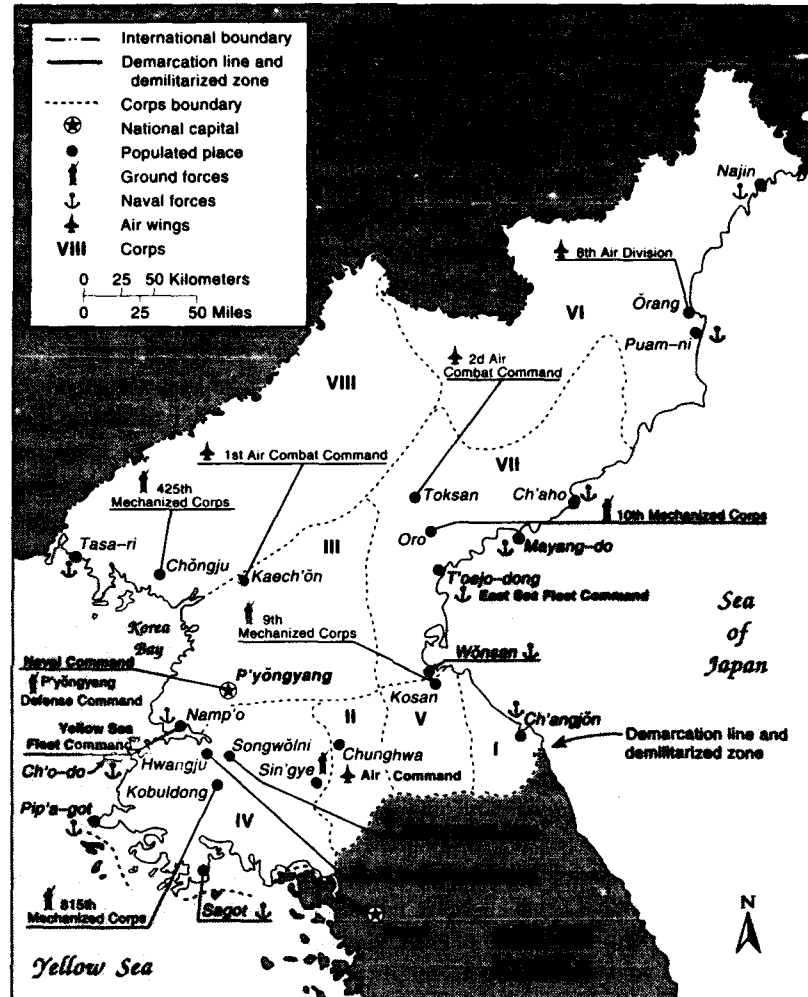 International boundary
Demarcation line and
demilitarized zone
Corps boundary
National capital
Populated place
Ground forces
Naval forces
Air wings
VIII Corps
0 25 50 Kilometers
0 25 50 Miles
Najin
8th Air Division
Ŏrang
VI
Puam-ni
2d Air
Combat Command
VIII
1st Air Combat Command
VII
425th
Mechanized Corps
Toksan
Ch'aho
10th Mechanized Corps
Oro
III
Tasa-ri
Chŏngju
Kaech'ŏn
Mayang-do
T'oejo-dong
East Sea Fleet Command
Sea
of
Japan
9th
Mechanized Corps
Korea
Bay
Wŏnsan
Naval Command
P'yŏngyang
P'yŏngyang
Defense Command
Kosan
Namp'o
II
V
Ch'angjŏn
Yellow Sea
Fleet Command
Songwŏlni
Chunghwa
I
Demarcation line and
demilitarized zone
Ch'o-do
Hwangju
Sin'gye
Air Command
Kobuldong
Pip'a-got
IV
815th
Mechanized Corps
Sagot
N
Yellow Sea